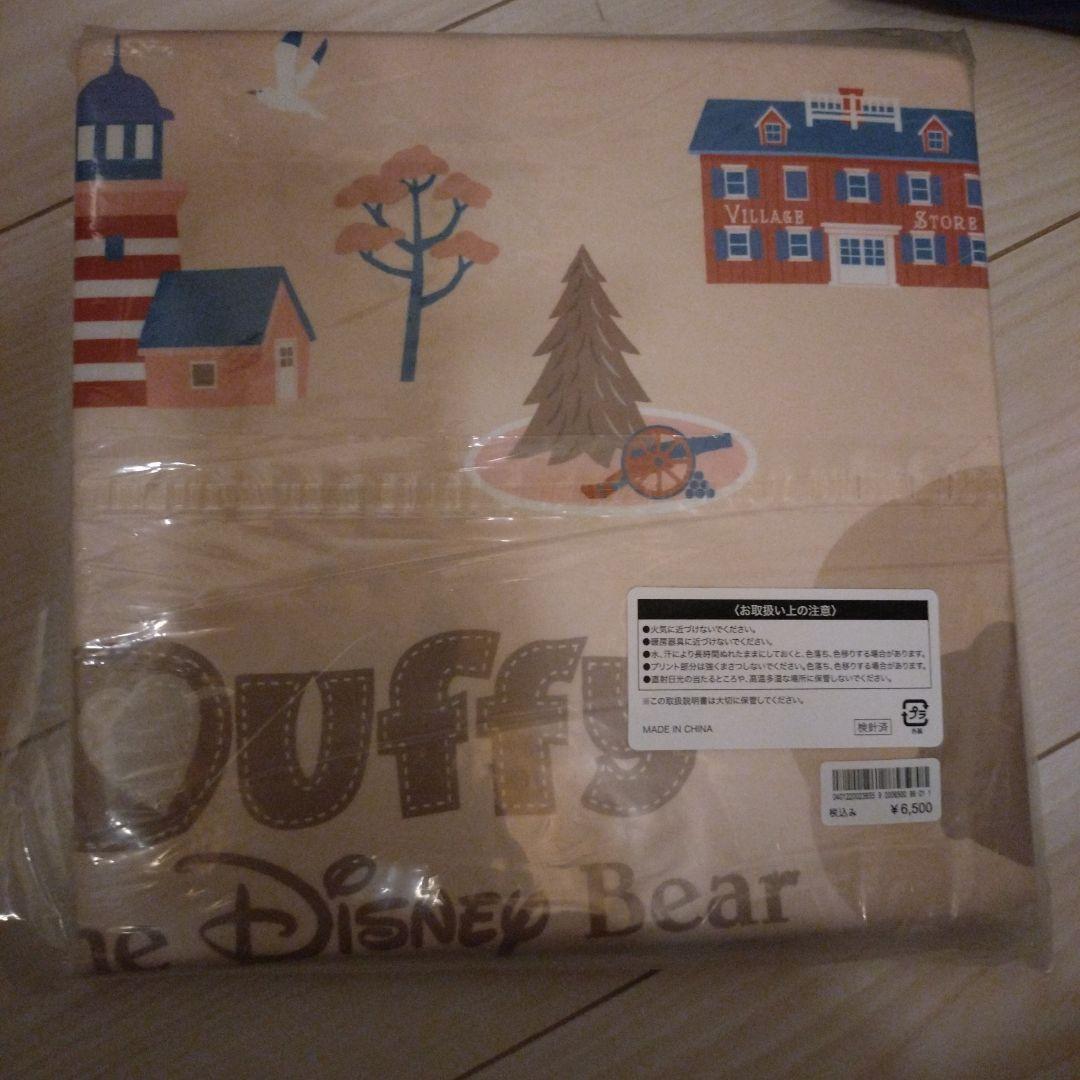 VILLAGE STORE
Duffy
he Disney Bear
〈お取扱い上の注意〉
●火気に近づけないでください。
●暖房器具に近づけないでください。
●水、汗により長時間ぬれたままにしておくと、色落ち、色移りする場合があります。
●プリント部分は強くまさつしないでください。色落ち、色移りする場合があります。
●直射日光の当たるところや、高温多湿な場所に保管しないでください。
※この取扱説明書は大切に保管してください。
MADE IN CHINA
検針済
プラ
外装
税込み ￥6,500